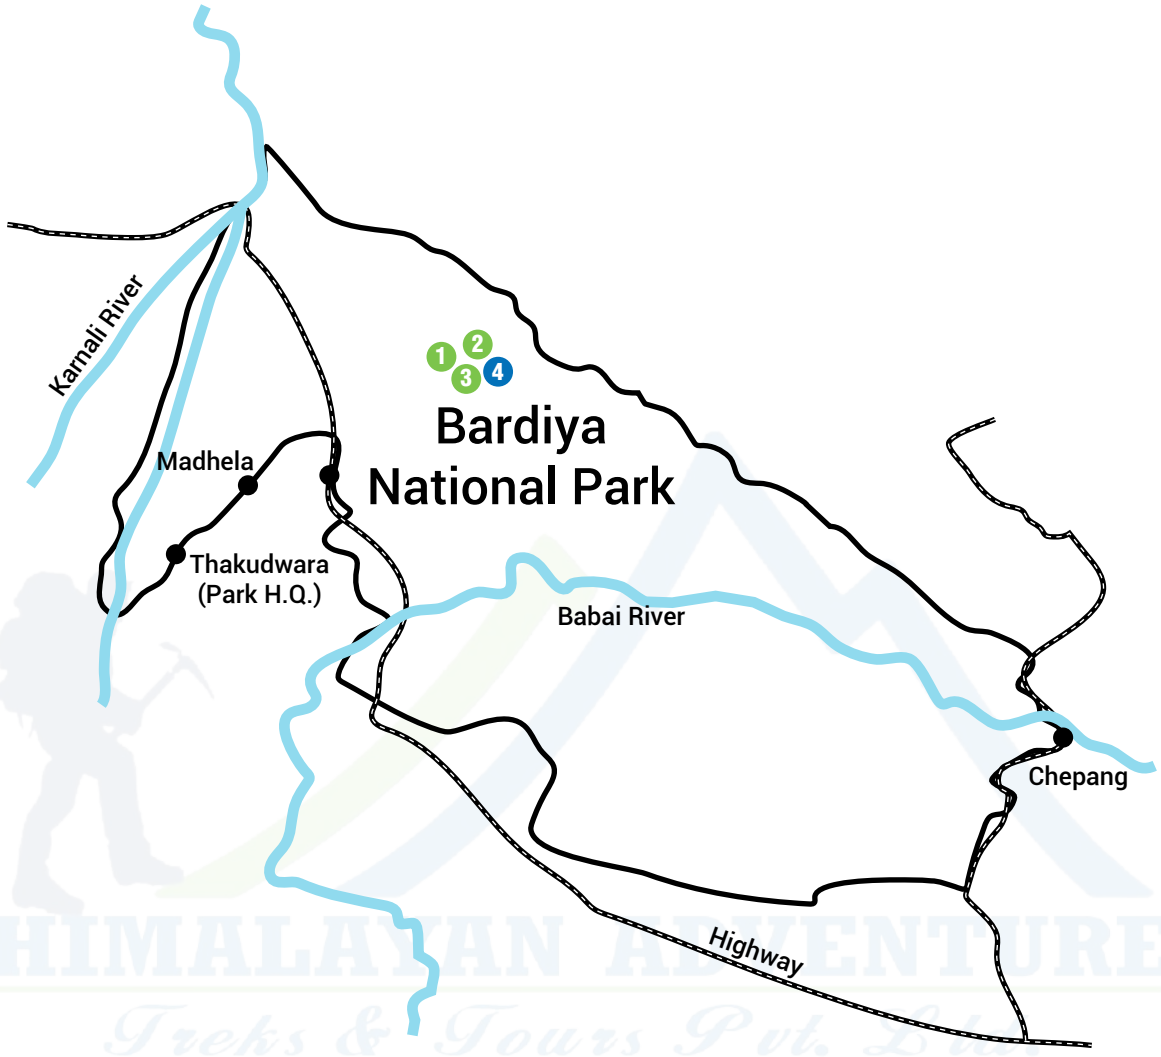 Karnali River
1
2
3
4
Bardiya
National Park
Madhela
Thakudwara
(Park H.Q.)
Babai River
Chepang
Highway
HIMALAYAN ADVENTURE
Treks & Tours Pvt. Ltd.